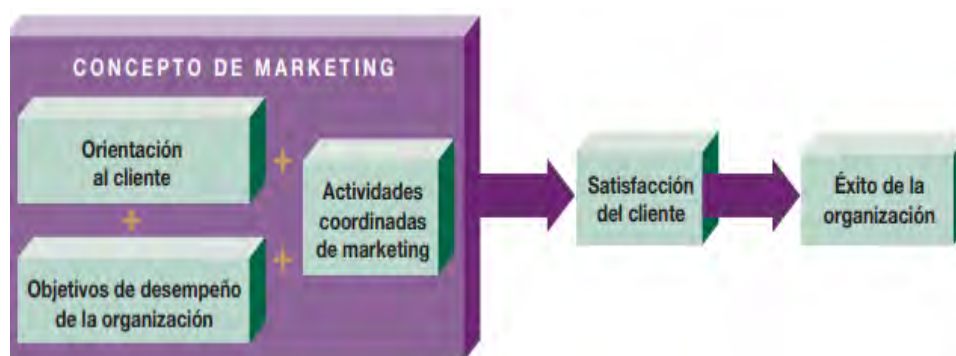 CONCEPTO DE MARKETING
Orientación
al cliente
+
+
Actividades
coordinadas
de marketing
+
Objetivos de desempeño
de la organización
Satisfacción
del cliente
Éxito de la
organización